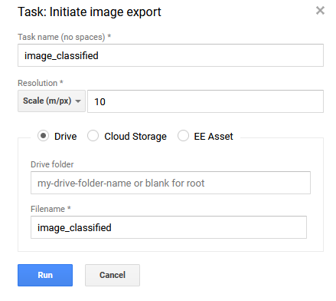 Task: Initiate image export
Task name (no spaces) *
image_classified
Resolution *
Scale (m/px) 10
Drive Cloud Storage EE Asset
Drive folder
my-drive-folder-name or blank for root
Filename *
image_classified
Run Cancel